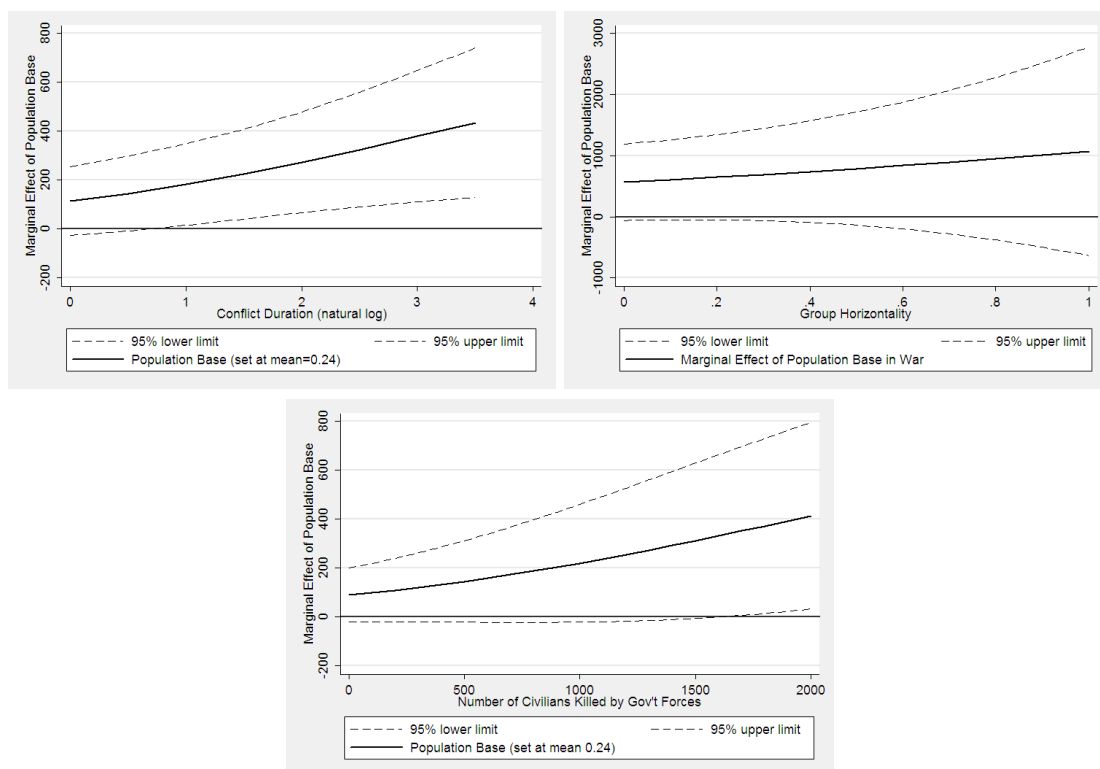 Marginal Effect of Population Base
800
600
400
200
0
-200
0 1 2 3 4
Conflict Duration (natural log)
95% lower limit 95% upper limit
Population Base (set at mean=0.24)
Marginal Effect of Population Base
3000
2000
1000
0
-1000
0 .2 .4 .6 .8 1
Group Horizontality
95% lower limit 95% upper limit
Marginal Effect of Population Base in War
Marginal Effect of Population Base
800
600
400
200
0
-200
0 500 1000 1500 2000
Number of Civilians Killed by Gov't Forces
95% lower limit 95% upper limit
Population Base (set at mean 0.24)